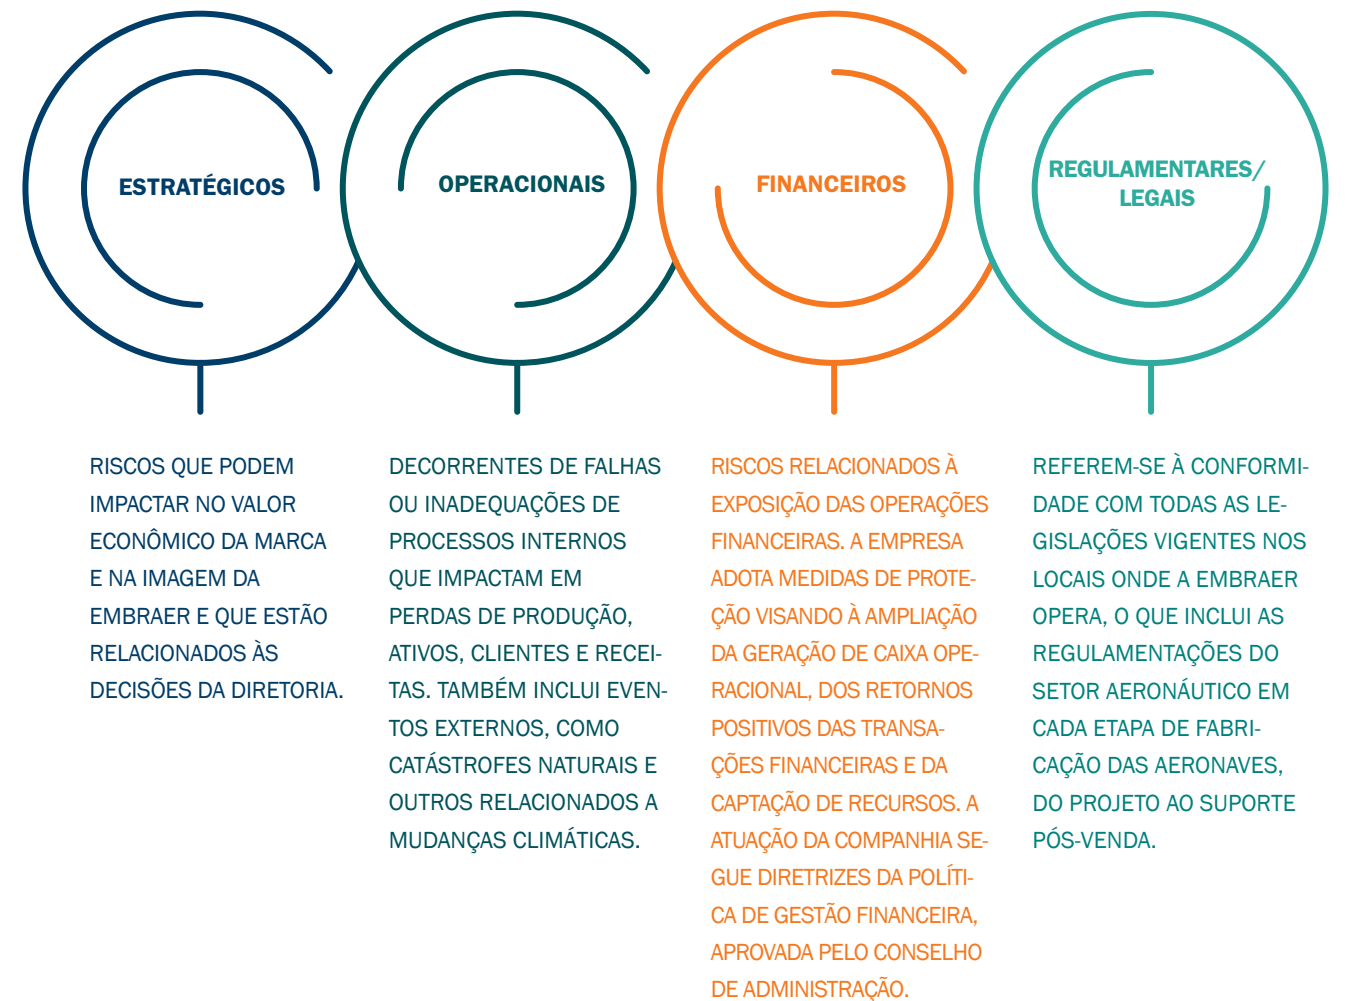 ESTRATÉGICOS
RISCOS QUE PODEM
IMPACTAR NO VALOR
ECONÔMICO DA MARCA
E NA IMAGEM DA
EMBRAER E QUE ESTÃO
RELACIONADOS ÀS
DECISÕES DA DIRETORIA.
OPERACIONAIS
DECORRENTES DE FALHAS
OU INADEQUAÇÕES DE
PROCESSOS INTERNOS
QUE IMPACTAM EM
PERDAS DE PRODUÇÃO,
ATIVOS, CLIENTES E RECEI-
TAS. TAMBÉM INCLUI EVEN-
TOS EXTERNOS, COMO
CATÁSTROFES NATURAIS E
OUTROS RELACIONADOS A
MUDANÇAS CLIMÁTICAS.
FINANCEIROS
RISCOS RELACIONADOS À
EXPOSIÇÃO DAS OPERAÇÕES
FINANCEIRAS. A EMPRESA
ADOTA MEDIDAS DE PROTE-
ÇÃO VISANDO À AMPLIAÇÃO
DA GERAÇÃO DE CAIXA OPE-
RACIONAL, DOS RETORNOS
POSITIVOS DAS TRANSA-
ÇÕES FINANCEIRAS E DA
CAPTAÇÃO DE RECURSOS. A
ATUAÇÃO DA COMPANHIA SE-
GUE DIRETRIZES DA POLÍTI-
CA DE GESTÃO FINANCEIRA,
APROVADA PELO CONSELHO
DE ADMINISTRAÇÃO.
REGULAMENTARES/
LEGAIS
REFEREM-SE À CONFORMI-
DADE COM TODAS AS LE-
GISLAÇÕES VIGENTES NOS
LOCAIS ONDE A EMBRAER
OPERA, O QUE INCLUI AS
REGULAMENTAÇÕES DO
SETOR AERONÁUTICO EM
CADA ETAPA DE FABRI-
CAÇÃO DAS AERONAVES,
DO PROJETO AO SUPORTE
PÓS-VENDA.